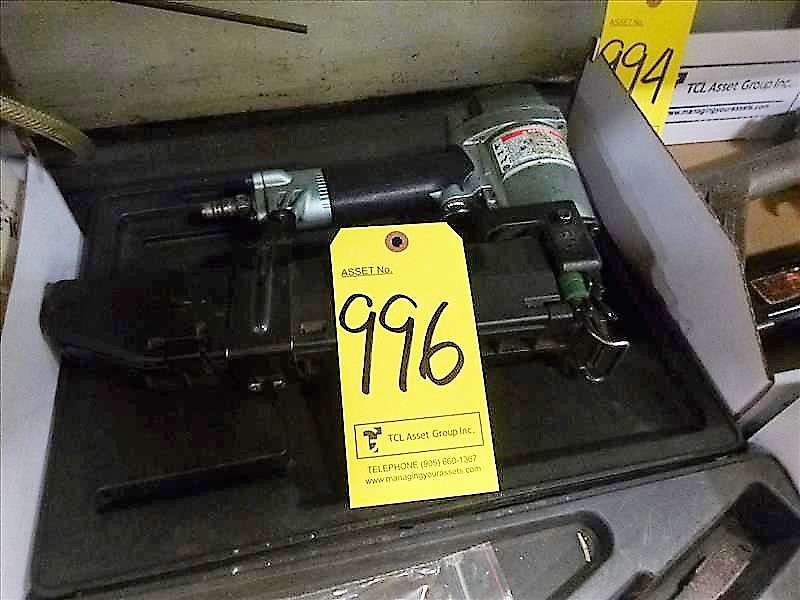 ASSET No.
994
TCL Asset Group Inc.
www.managingyourassets.com
ASSET No.
996
TCL Asset Group Inc.
TELEPHONE (905) 660-1367
www.managingyourassets.com